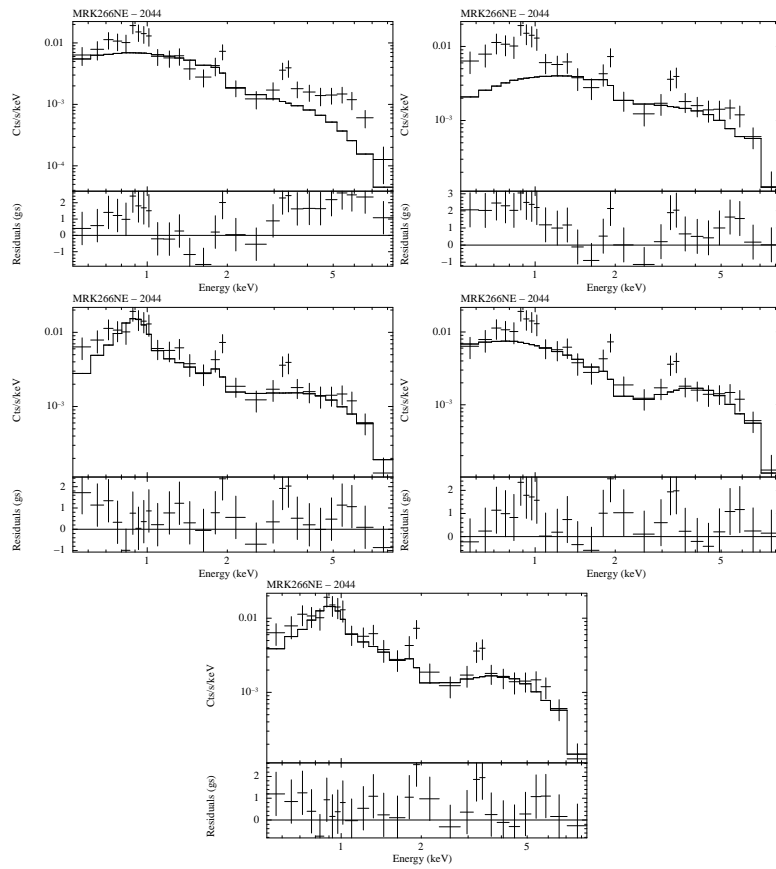 MRK266NE – 2044
Cts/s/keV
0.01
10⁻³
10⁻⁴
Residuals (gs)
2
1
0
−1
1 2 5
Energy (keV)
MRK266NE – 2044
Cts/s/keV
0.01
10⁻³
Residuals (gs)
3
2
1
0
−1
1 2 5
Energy (keV)
MRK266NE – 2044
Cts/s/keV
0.01
10⁻³
Residuals (gs)
2
1
0
−1
1 2 5
Energy (keV)
MRK266NE – 2044
Cts/s/keV
0.01
10⁻³
Residuals (gs)
2
1
0
1 2 5
Energy (keV)
MRK266NE – 2044
Cts/s/keV
0.01
10⁻³
Residuals (gs)
2
1
0
1 2 5
Energy (keV)